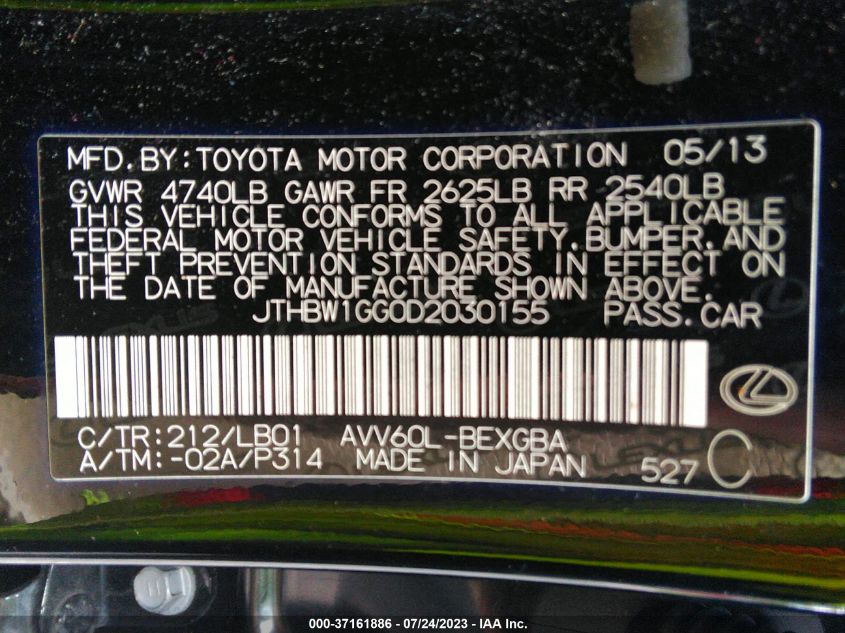 MFD. BY: TOYOTA MOTOR CORPORATION 05/13
GVWR 4740LB GAWR FR 2625LB RR 2540LB
THIS VEHICLE CONFORMS TO ALL APPLICABLE
FEDERAL MOTOR VEHICLE SAFETY, BUMPER, AND
THEFT PREVENTION STANDARDS IN EFFECT ON
THE DATE OF MANUFACTURE SHOWN ABOVE.
JTHBW1GG0D2030155 PASS. CAR
C/TR: 212/LB01 AVV60L-BEXGBA
A/TM: -02A/P314 MADE IN JAPAN 527
000-37161886 - 07/24/2023 - © IAA, Inc.